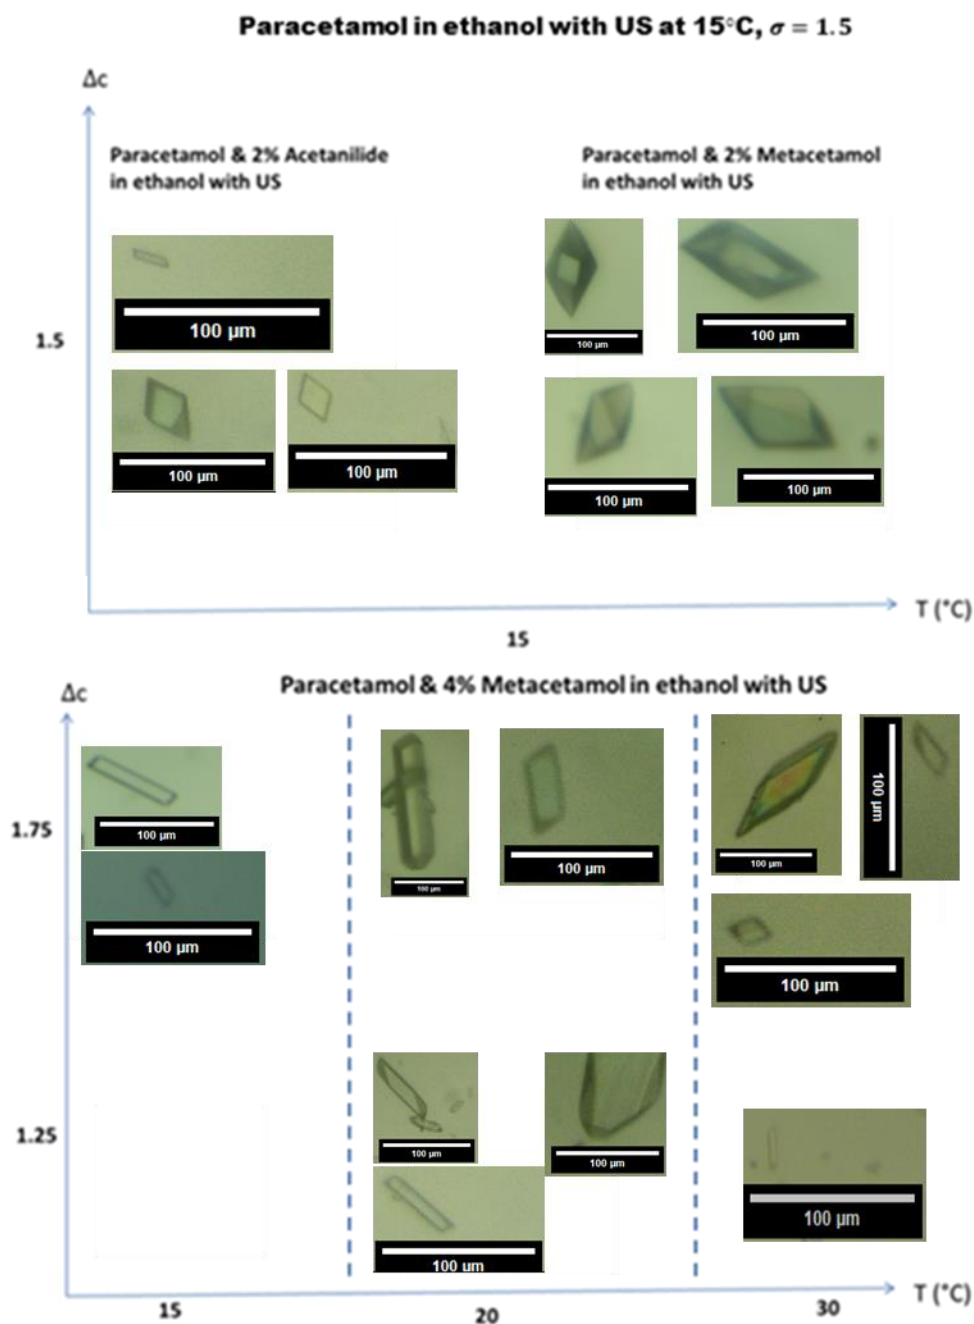 Paracetamol in ethanol with US at 15°C, σ = 1.5
Δc
Paracetamol & 2% Acetanilide
in ethanol with US
Paracetamol & 2% Metacetamol
in ethanol with US
100 µm
100 µm
100 µm
1.5
100 µm
100 µm
100 µm
100 µm
T (°C)
15
Paracetamol & 4% Metacetamol in ethanol with US
Δc
100 µm
100 µm
100 µm
100 µm
1.75
100 µm
100 µm
100 µm
100 µm
1.25
100 µm
100 µm
100 µm
100 µm
T (°C)
15
20
30